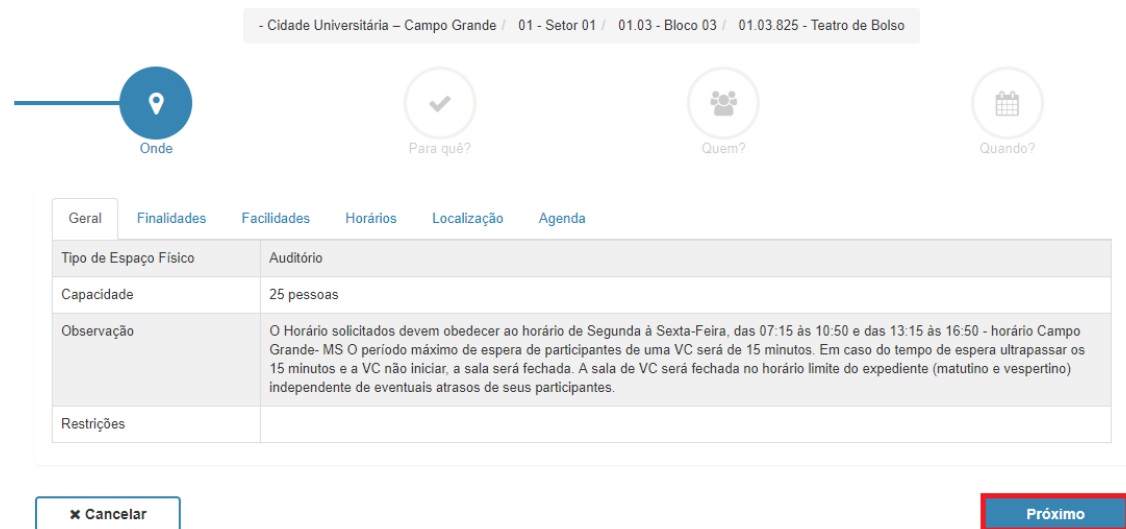 - Cidade Universitária – Campo Grande / 01 - Setor 01 / 01.03 - Bloco 03 / 01.03.825 - Teatro de Bolso
Onde
Para quê?
Quem?
Quando?
Geral Finalidades Facilidades Horários Localização Agenda
Tipo de Espaço Físico Auditório
Capacidade 25 pessoas
Observação O Horário solicitados devem obedecer ao horário de Segunda à Sexta-Feira, das 07:15 às 10:50 e das 13:15 às 16:50 - horário Campo
Grande- MS O período máximo de espera de participantes de uma VC será de 15 minutos. Em caso do tempo de espera ultrapassar os
15 minutos e a VC não iniciar, a sala será fechada. A sala de VC será fechada no horário limite do expediente (matutino e vespertino)
independente de eventuais atrasos de seus participantes.
Restrições
Cancelar
Próximo